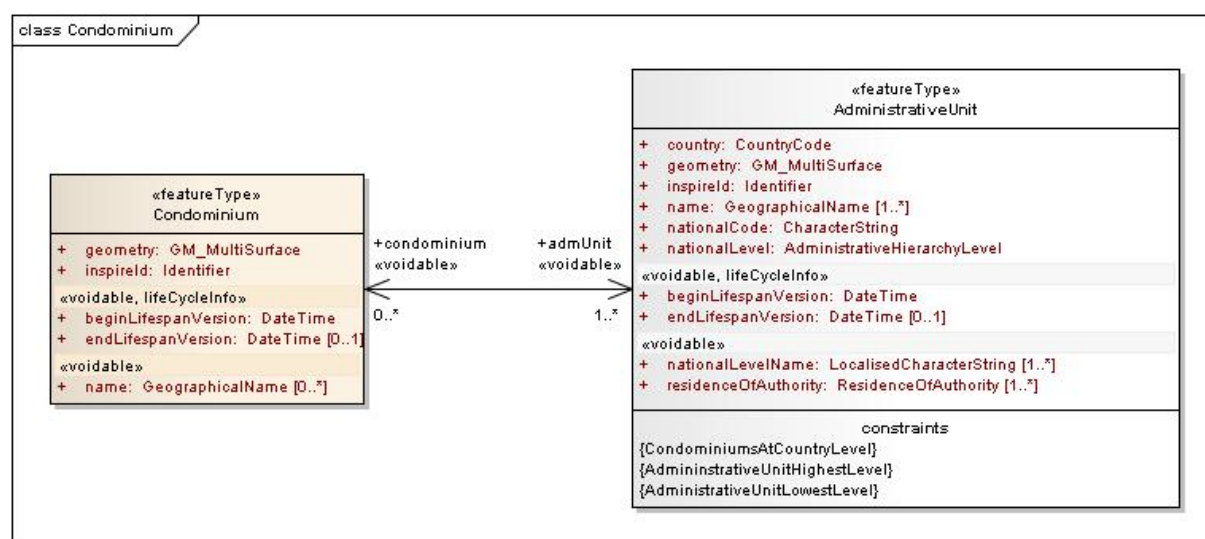 class Condominium
«featureType»
Condominium
+ geometry: GM_MultiSurface
+ inspireId: Identifier
«voidable, lifeCycleInfo»
+ beginLifespanVersion: DateTime
+ endLifespanVersion: DateTime [0..1]
«voidable»
+ name: GeographicalName [0..*]
+condominium
«voidable»
0..*
+admUnit
«voidable»
1..*
«featureType»
AdministrativeUnit
+ country: CountryCode
+ geometry: GM_MultiSurface
+ inspireId: Identifier
+ name: GeographicalName [1..*]
+ nationalCode: CharacterString
+ nationalLevel: AdministrativeHierarchyLevel
«voidable, lifeCycleInfo»
+ beginLifespanVersion: DateTime
+ endLifespanVersion: DateTime [0..1]
«voidable»
+ nationalLevelName: LocalisedCharacterString [1..*]
+ residenceOfAuthority: ResidenceOfAuthority [1..*]
constraints
{CondominiumsAtCountryLevel}
{AdmininstrativeUnitHighestLevel}
{AdministrativeUnitLowestLevel}